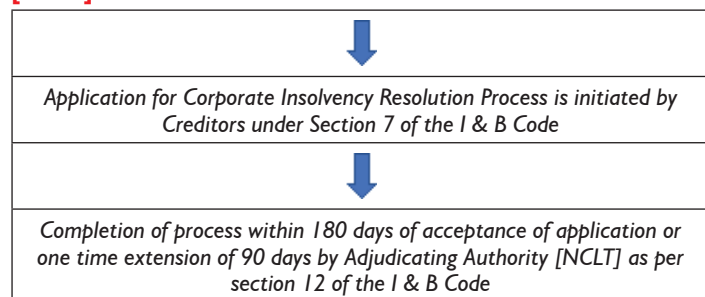 Application for Corporate Insolvency Resolution Process is initiated by
Creditors under Section 7 of the I & B Code
Completion of process within 180 days of acceptance of application or
one time extension of 90 days by Adjudicating Authority [NCLT] as per
section 12 of the I & B Code